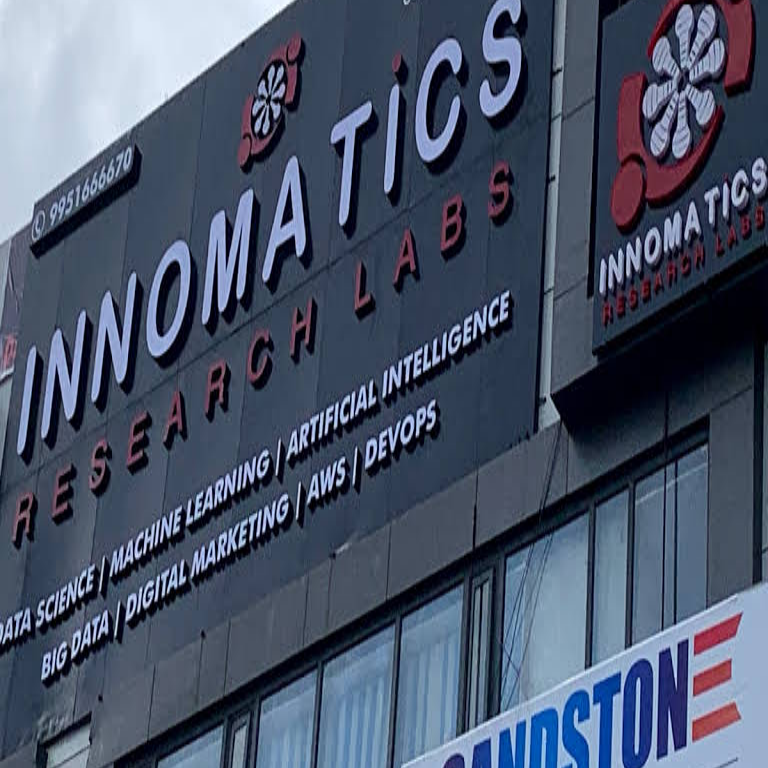 9951666670
INNOMATiCS
RESEARCH LABS
DATA SCIENCE | MACHINE LEARNING | ARTIFICIAL INTELLIGENCE
BIG DATA | DIGITAL MARKETING | AWS | DEVOPS
INNOMATiCS
RESEARCH LABS
SANDSTONE